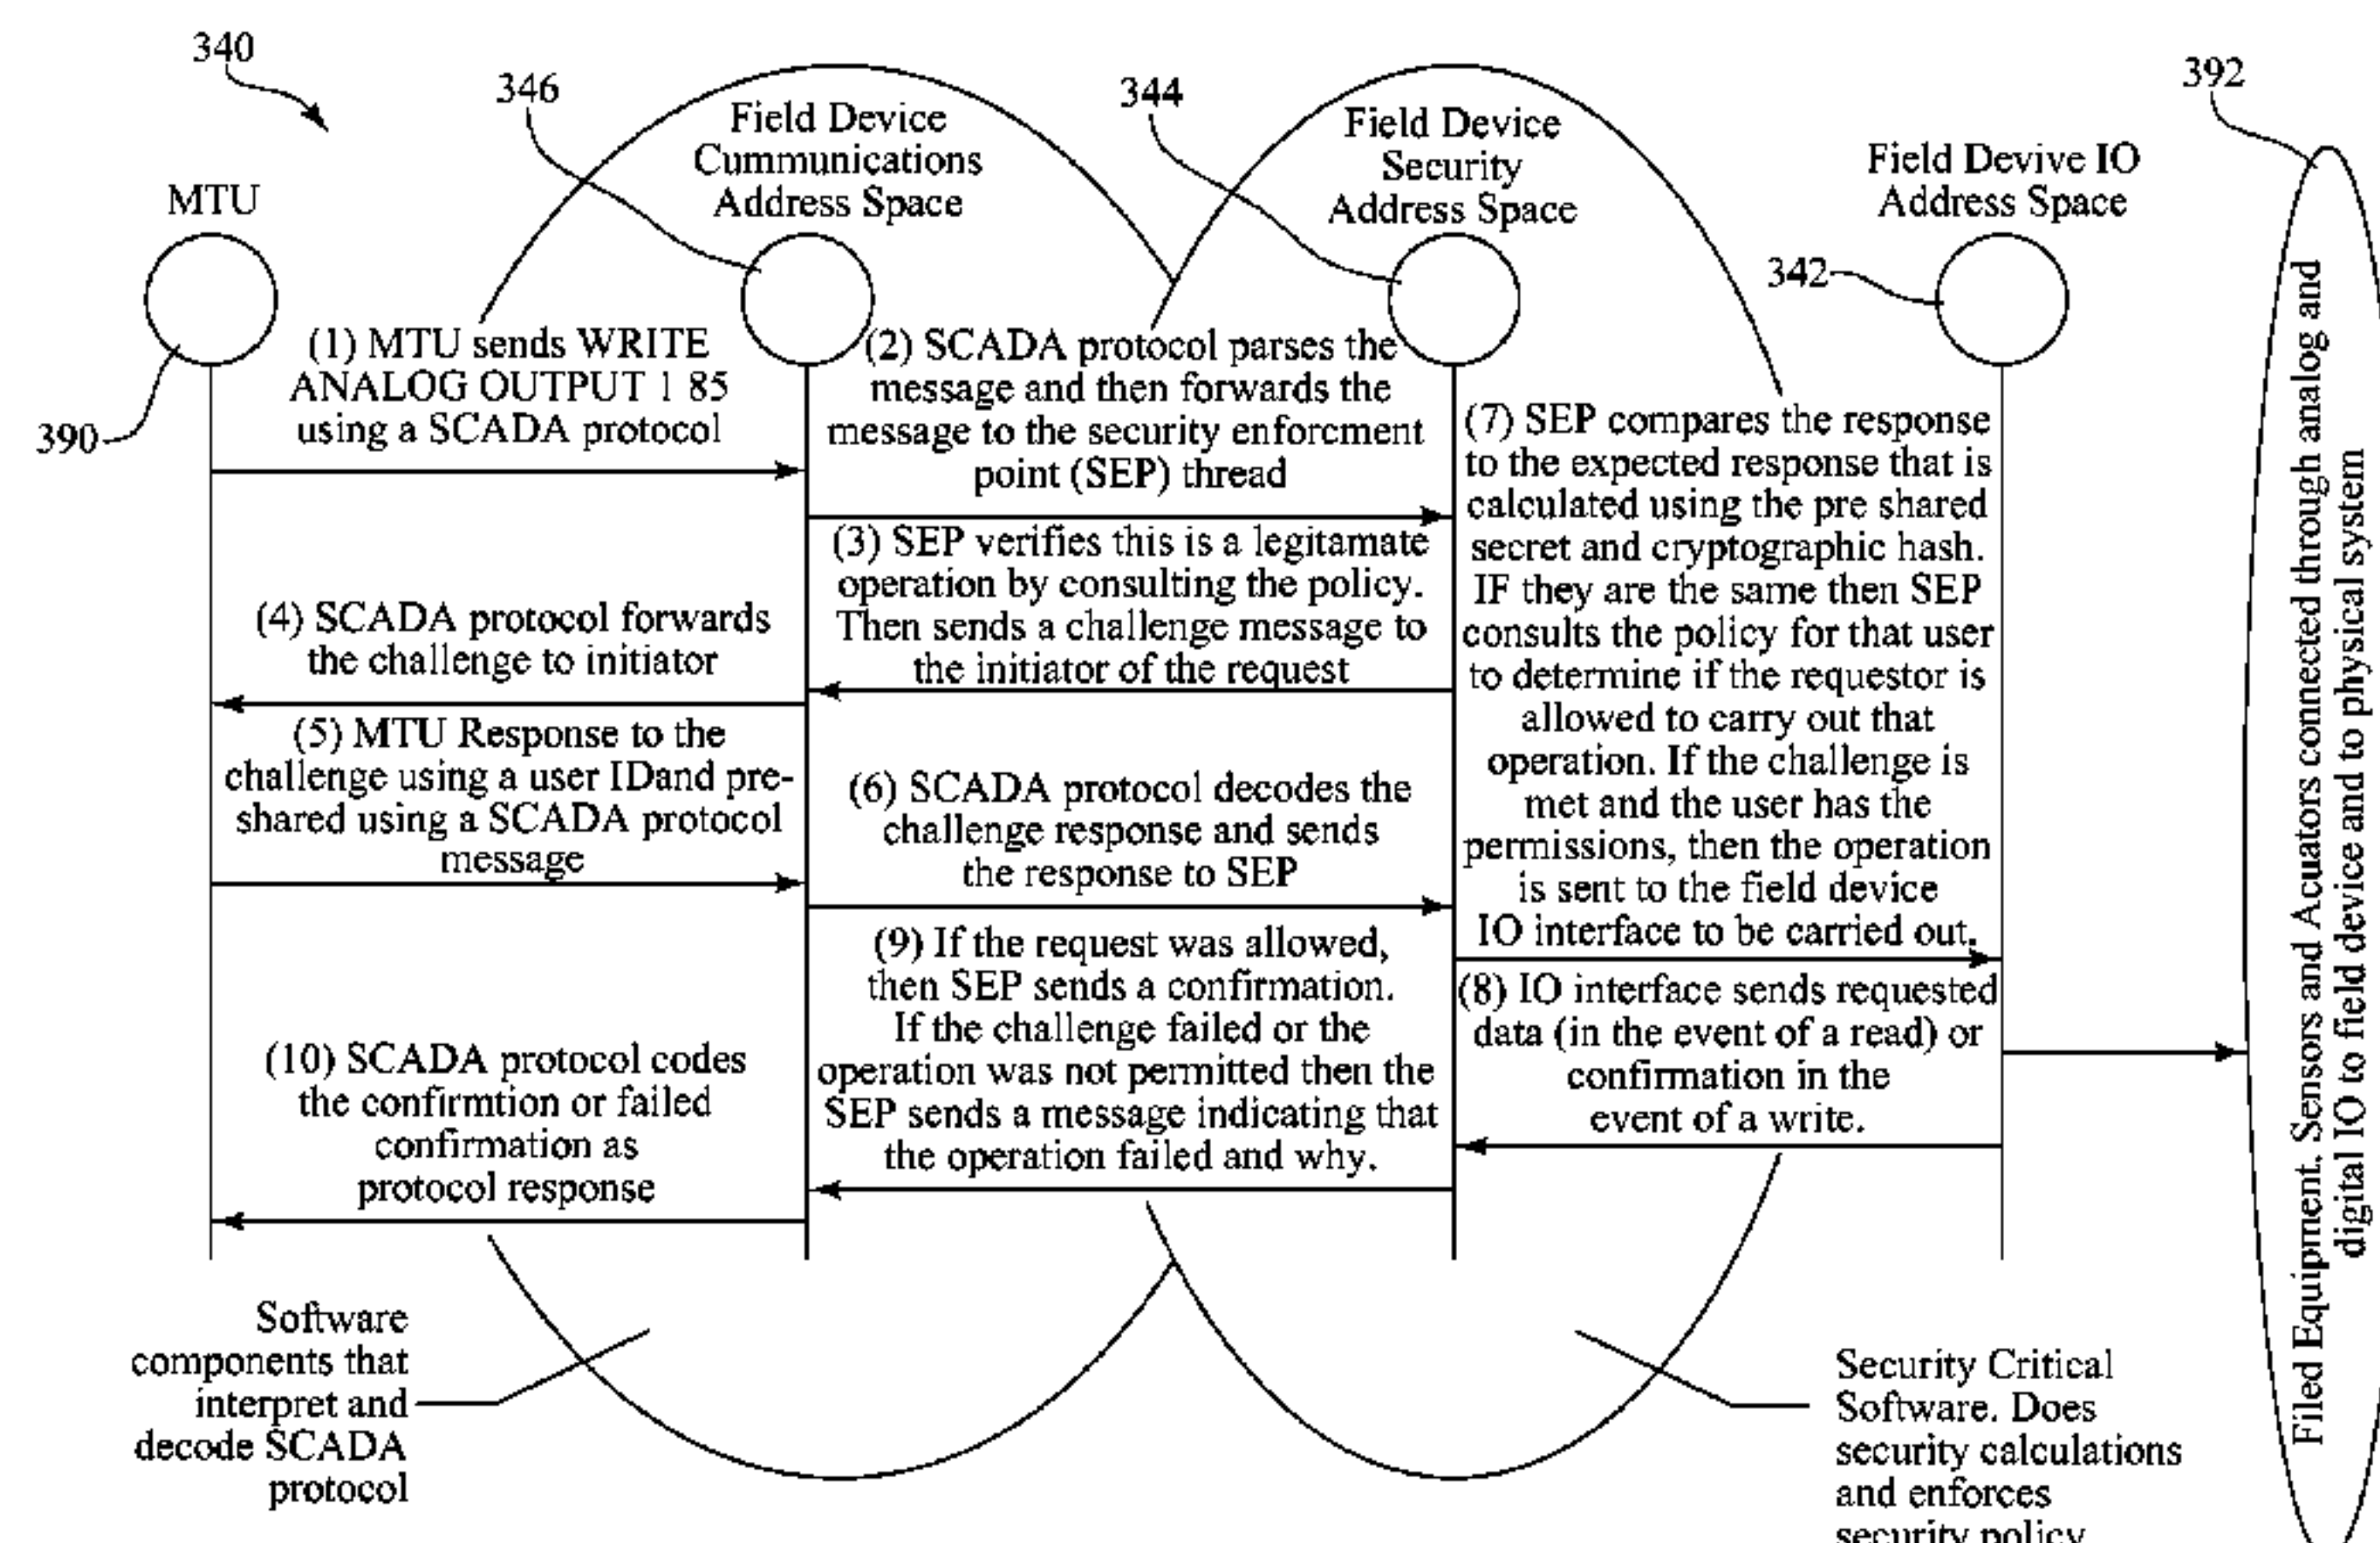 340
346
344
392
Field Device
Cummunications
Address Space
Field Device
Security
Address Space
Field Devive IO
Address Space
MTU
342
390
(1) MTU sends WRITE
ANALOG OUTPUT 1 85
using a SCADA protocol
(2) SCADA protocol parses the
message and then forwards the
message to the security enforcment
point (SEP) thread
(3) SEP verifies this is a legitamate
operation by consulting the policy.
Then sends a challenge message to
the initiator of the request
(4) SCADA protocol forwards
the challenge to initiator
(5) MTU Response to the
challenge using a user IDand pre-
shared using a SCADA protocol
message
(6) SCADA protocol decodes the
challenge response and sends
the response to SEP
(7) SEP compares the response
to the expected response that is
calculated using the pre shared
secret and cryptographic hash.
IF they are the same then SEP
consults the policy for that user
to determine if the requestor is
allowed to carry out that
operation. If the challenge is
met and the user has the
permissions, then the operation
is sent to the field device
IO interface to be carried out.
(8) IO interface sends requested
data (in the event of a read) or
confirmation in the
event of a write.
(9) If the request was allowed,
then SEP sends a confirmation.
If the challenge failed or the
operation was not permitted then the
SEP sends a message indicating that
the operation failed and why.
(10) SCADA protocol codes
the confirmtion or failed
confirmation as
protocol response
Software
components that
interpret and
decode SCADA
protocol
Security Critical
Software. Does
security calculations
and enforces
security policy
Filed Equipment. Sensors and Acuators connected through analog and
digital IO to field device and to physical system